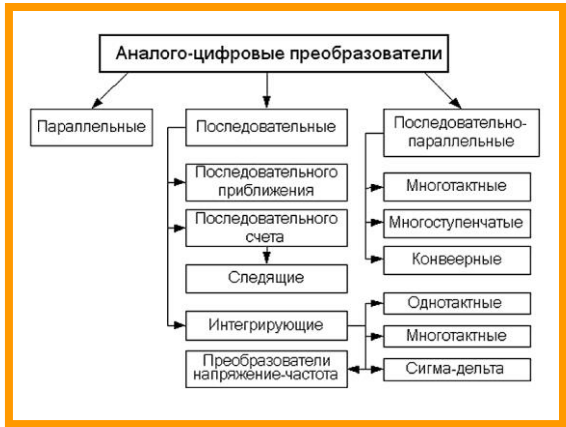 Аналого-цифровые преобразователи
Параллельные
Последовательные
Последовательно-
параллельные
Последовательного
приближения
Последовательного
счета
Следящие
Интегрирующие
Преобразователи
напряжение-частота
Многотактные
Многоступенчатые
Конвеерные
Однотактные
Многотактные
Сигма-дельта